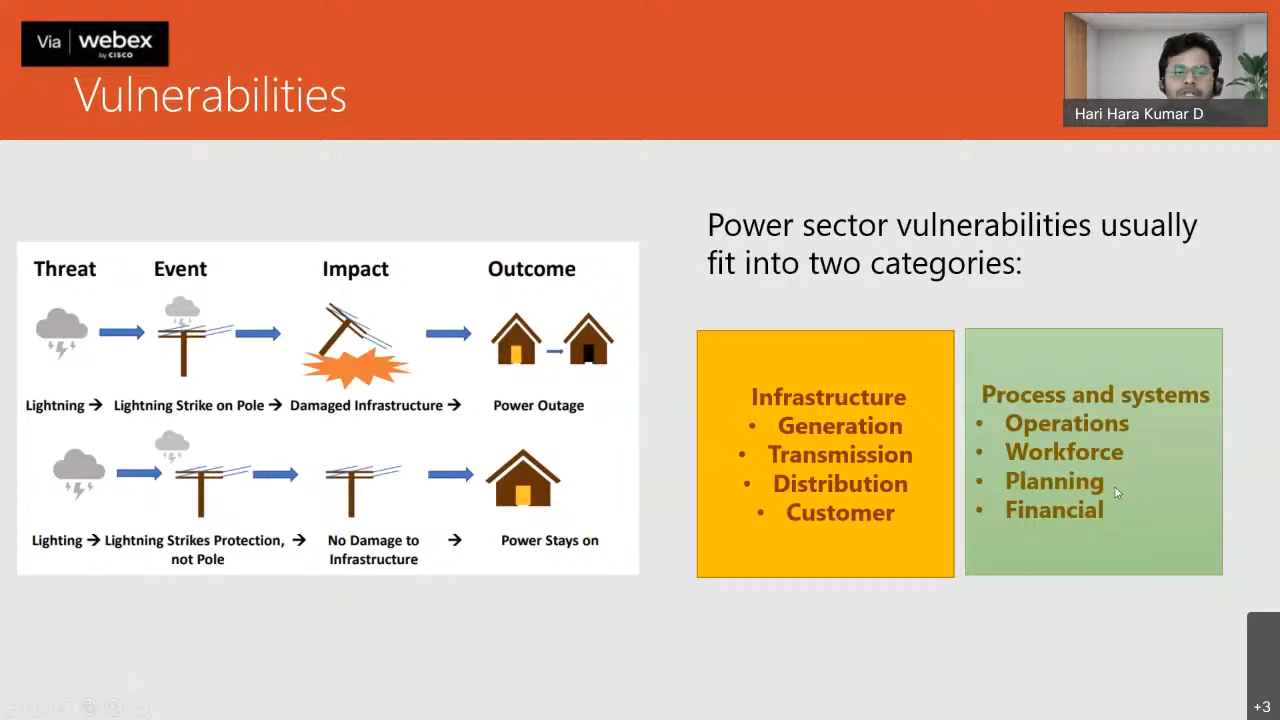 Via webex
by CISCO
Vulnerabilities
Hari Hara Kumar D
Power sector vulnerabilities usually
fit into two categories:
Threat Event Impact Outcome
Lightning → Lightning Strike on Pole → Damaged Infrastructure → Power Outage
Lighting → Lightning Strikes Protection, → No Damage to → Power Stays on
not Pole Infrastructure
Infrastructure
• Generation
• Transmission
• Distribution
• Customer
Process and systems
• Operations
• Workforce
• Planning
• Financial
+3